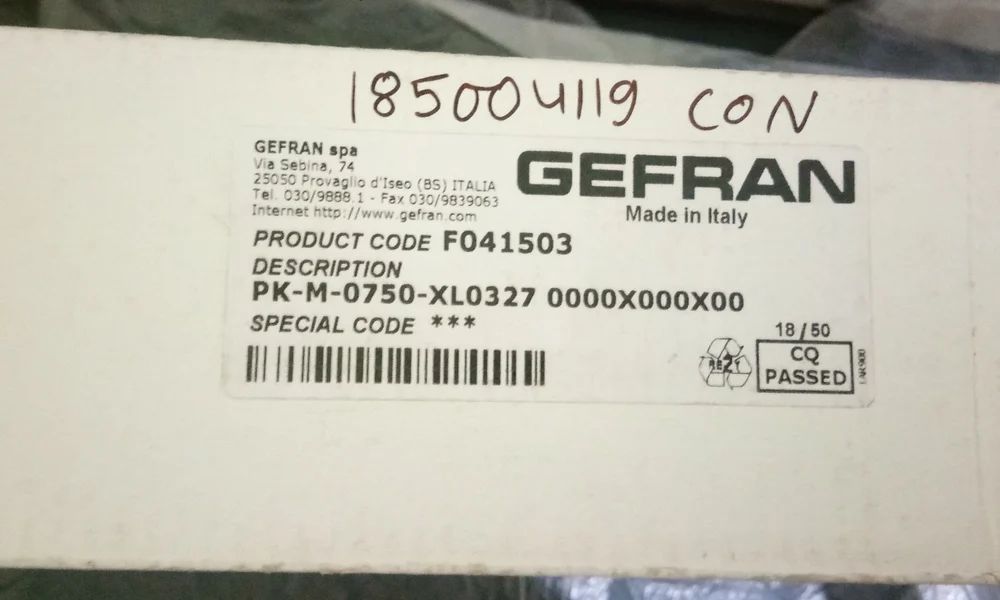 185004119 CON
GEFRAN spa
Via Sebina, 74
25050 Provaglio d'Iseo (BS) ITALIA
Tel. 030/9888.1 - Fax 030/9839063
Internet http://www.gefran.com
GEFRAN
Made in Italy
PRODUCT CODE F041503
DESCRIPTION
PK-M-0750-XL0327 0000X000X00
SPECIAL CODE ***
18/50
CQ
PASSED